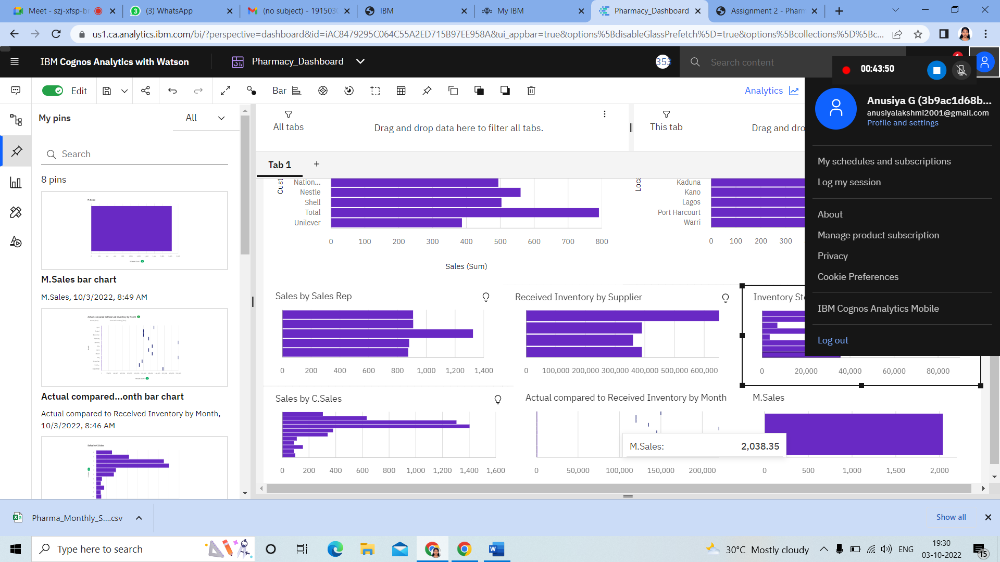 Meet - szj-xfsp-br
(3) WhatsApp
(no subject) - 191503
IBM
My IBM
Pharmacy_Dashboard
Assignment 2 - Pharm
us1.ca.analytics.ibm.com/bi/?perspective=dashboard&id=iAC8479295C064C55A2ED715B97EE958A&ui_appbar=true&options%5BdisableGlassPrefetch%5D=true&options%5Bcollections%5D%5Bc...
IBM Cognos Analytics with Watson
Pharmacy_Dashboard
353
Search content
00:43:50
Edit
Bar
Analytics
Anusiya G (3b9ac1d68b...
anusiyalakshmi2001@gmail.com
Profile and settings
My schedules and subscriptions
Log my session
About
Manage product subscription
Privacy
Cookie Preferences
IBM Cognos Analytics Mobile
Log out
My pins
All
Search
8 pins
M.Sales
M.Sales bar chart
M.Sales, 10/3/2022, 8:49 AM
Actual compared to Received Inventory by Month
Actual compared...onth bar chart
Actual compared to Received Inventory by Month,
10/3/2022, 8:46 AM
Sales by C.Sales
All tabs
Drag and drop data here to filter all tabs.
This tab
Drag and dro
Tab 1
+
Cust
Nation...
Nestle
Shell
Total
Unilever
0 100 200 300 400 500 600 700 800
Sales (Sum)
Loca
Kaduna
Kano
Lagos
Port Harcourt
Warri
0 100 200 300
Sales by Sales Rep
0 200 400 600 800 1,000 1,200 1,400
Received Inventory by Supplier
0 100,000 200,000 300,000 400,000 500,000 600,000
Inventory Sto
0 20,000 40,000 60,000 80,000
Sales by C.Sales
0 200 400 600 800 1,000 1,200 1,400 1,600
Actual compared to Received Inventory by Month
0 50,000 100,000 150,000 200,000
M.Sales
M.Sales: 2,038.35
0 500 1,000 1,500 2,000
Pharma_Monthly_S....csv
Show all
Type here to search
30°C Mostly cloudy
ENG
19:30
03-10-2022
15